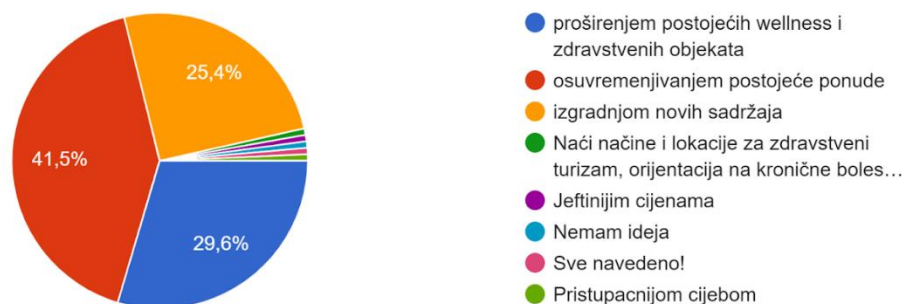 25,4%
41,5%
29,6%
proširenjem postojećih wellness i
zdravstvenih objekata
osuvremenjivanjem postojeće ponude
izgradnjom novih sadržaja
Naći načine i lokacije za zdravstveni
turizam, orijentacija na kronične boles…
Jeftinijim cijenama
Nemam ideja
Sve navedeno!
Pristupacnijom cijebom